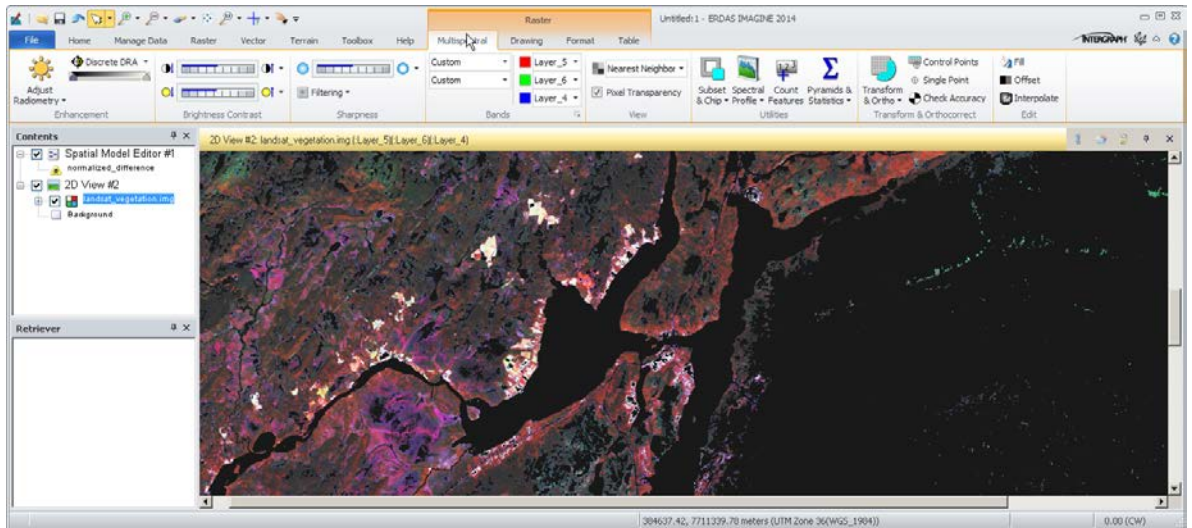 Raster
Untitled:1 - ERDAS IMAGINE 2014
File Home Manage Data Raster Vector Terrain Toolbox Help Multispectral Drawing Format Table
INTERGRAPH
Discrete DRA
Custom
Layer_5
Nearest Neighbor
Control Points
Fill
Custom
Layer_6
Single Point
Offset
Adjust Radiometry
Filtering
Layer_4
Pixel Transparency
Subset & Chip
Spectral Profile
Count Features
Pyramids & Statistics
Transform & Ortho
Check Accuracy
Interpolate
Enhancement
Brightness Contrast
Sharpness
Bands
View
Utilities
Transform & Orthocorrect
Edit
Contents
2D View #2: landsat_vegetation.img (:Layer_5)(:Layer_6)(:Layer_4)
Spatial Model Editor #1
normalized_difference
2D View #2
landsat_vegetation.img
Background
Retriever
384637.42, 7711339.70 meters (UTM Zone 36(WGS_1984))
0.00 (CW)